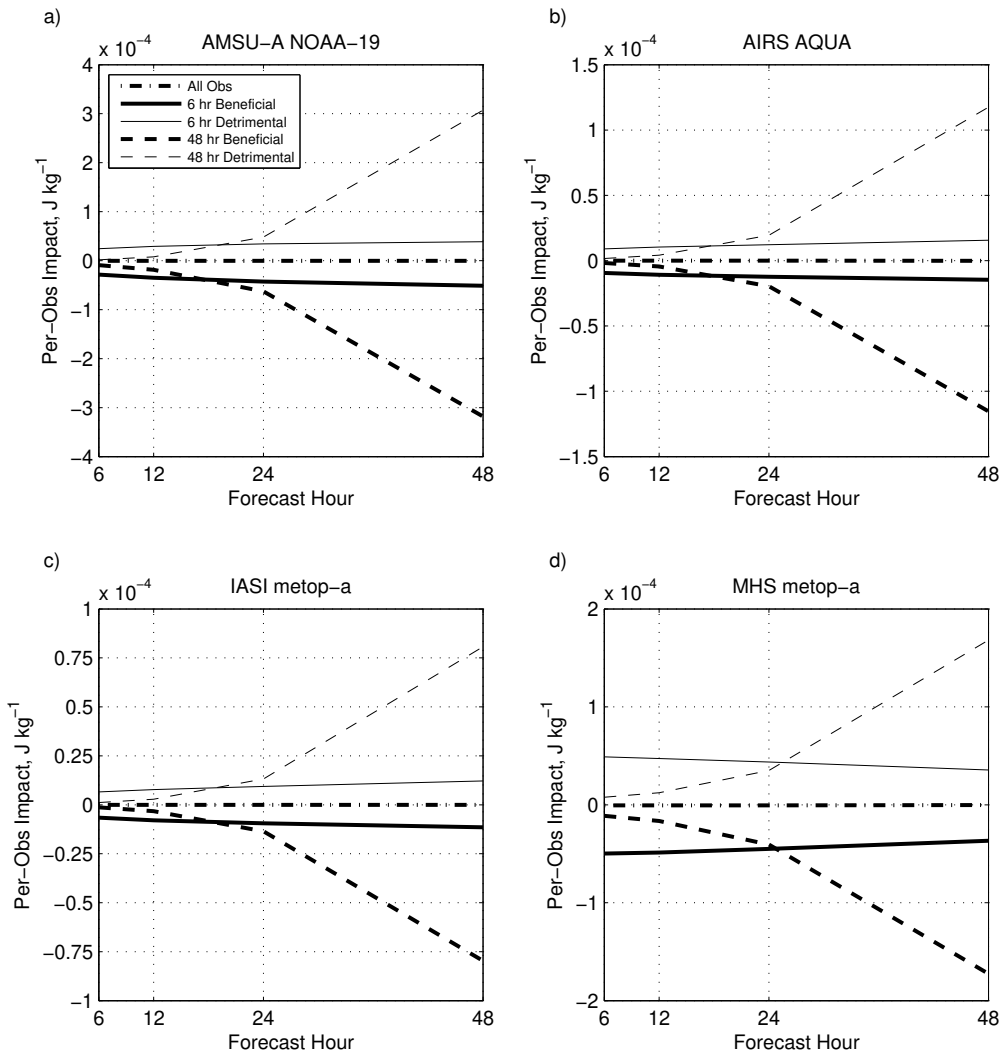 a)
AMSU−A NOAA−19
x 10⁻⁴
4
3
2
1
0
−1
−2
−3
−4
Per−Obs Impact, J kg⁻¹
All Obs
6 hr Beneficial
6 hr Detrimental
48 hr Beneficial
48 hr Detrimental
6 12 24 48
Forecast Hour
b)
AIRS AQUA
x 10⁻⁴
1.5
1
0.5
0
−0.5
−1
−1.5
Per−Obs Impact, J kg⁻¹
6 12 24 48
Forecast Hour
c)
IASI metop−a
x 10⁻⁴
1
0.75
0.5
0.25
0
−0.25
−0.5
−0.75
−1
Per−Obs Impact, J kg⁻¹
6 12 24 48
Forecast Hour
d)
MHS metop−a
x 10⁻⁴
2
1
0
−1
−2
Per−Obs Impact, J kg⁻¹
6 12 24 48
Forecast Hour